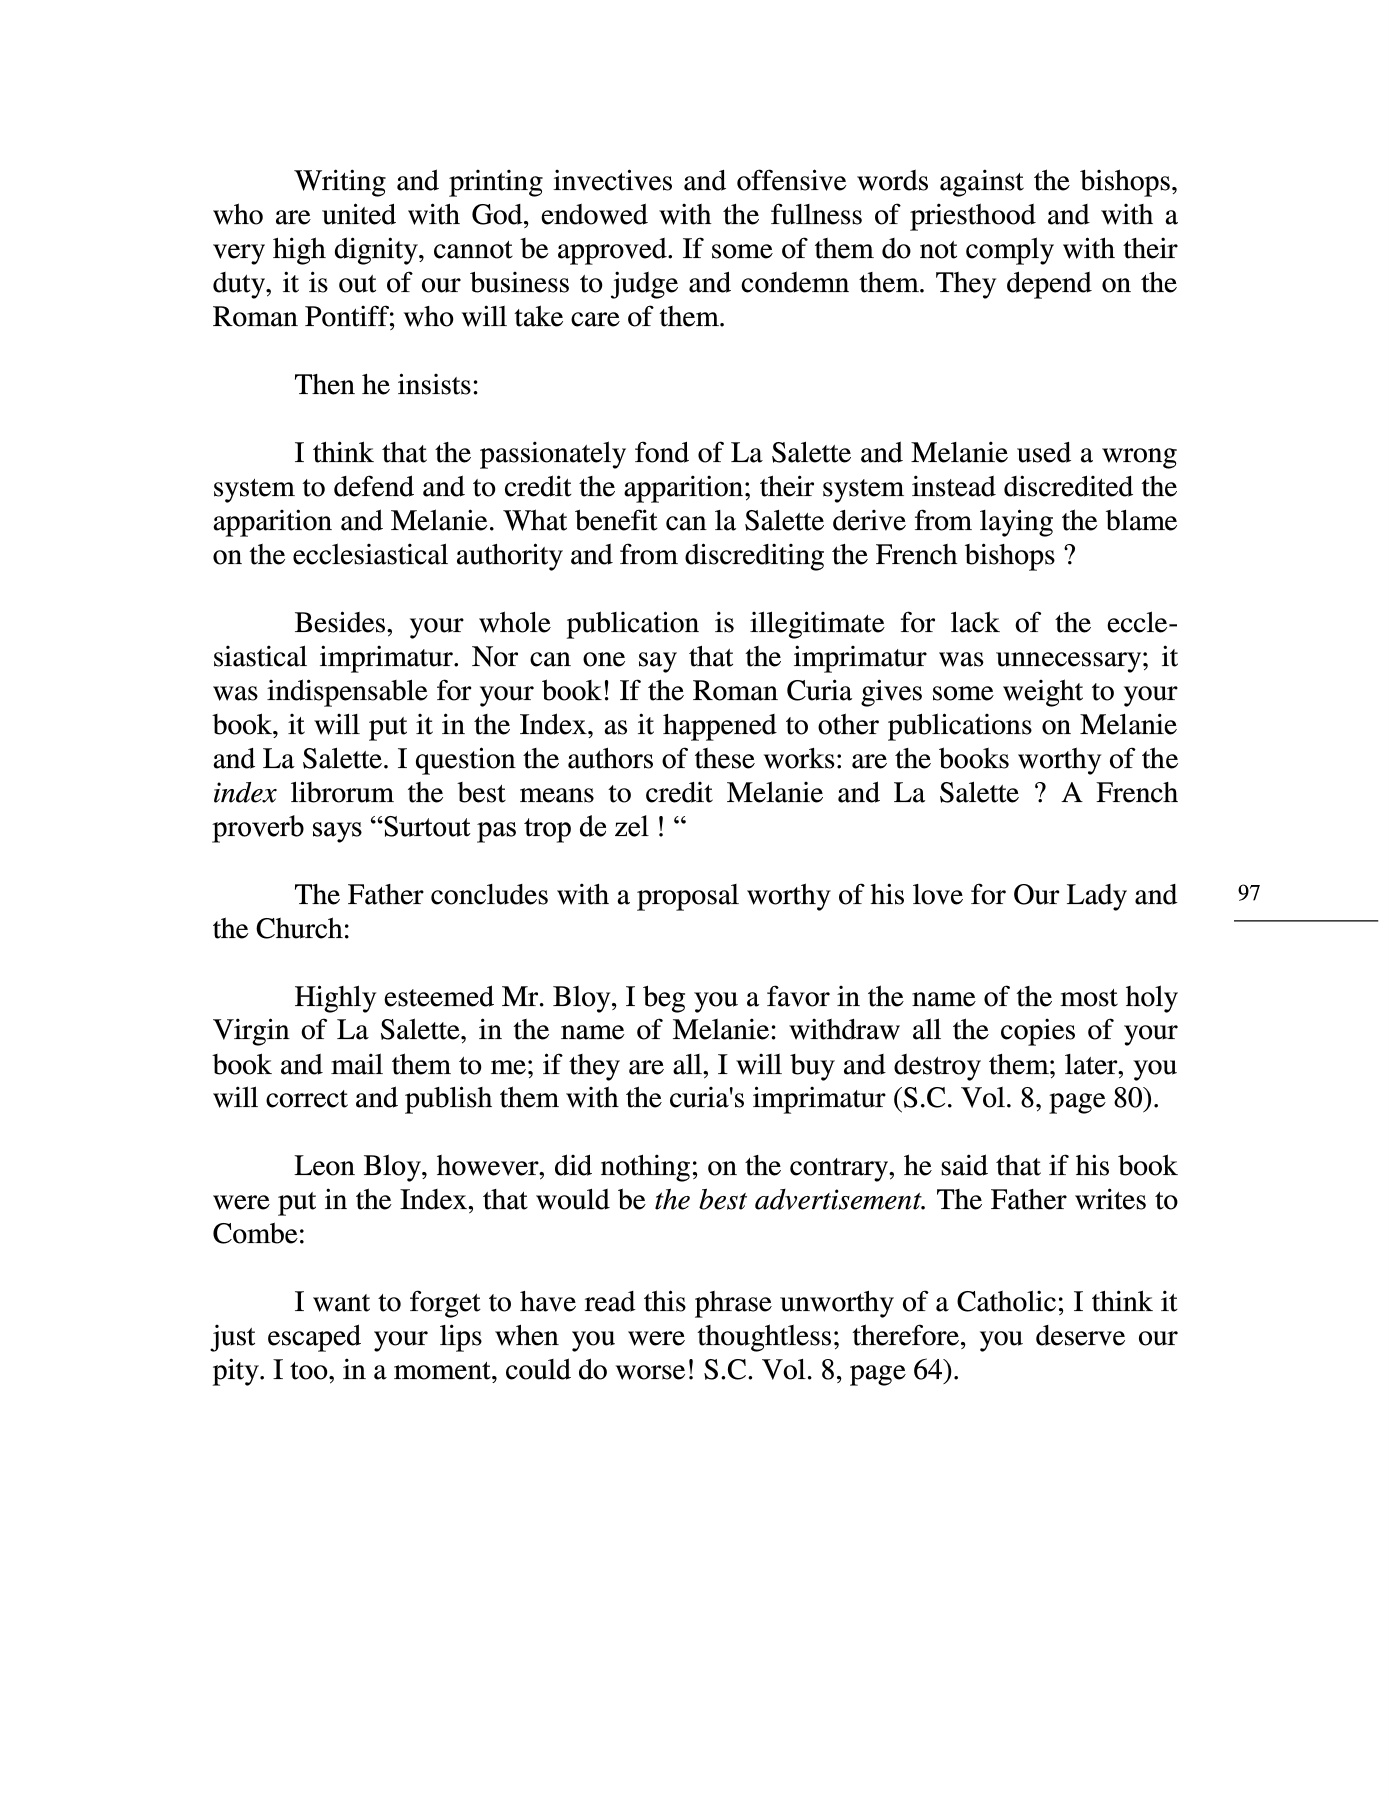 Writing and printing invectives and offensive words against the bishops,
who are united with God, endowed with the fullness of priesthood and with a
very high dignity, cannot be approved. If some of them do not comply with their
duty, it is out of our business to judge and condemn them. They depend on the
Roman Pontiff; who will take care of them.
Then he insists:
I think that the passionately fond of La Salette and Melanie used a wrong
system to defend and to credit the apparition; their system instead discredited the
apparition and Melanie. What benefit can la Salette derive from laying the blame
on the ecclesiastical authority and from discrediting the French bishops ?
Besides, your whole publication is illegitimate for lack of the eccle-
siastical imprimatur. Nor can one say that the imprimatur was unnecessary; it
was indispensable for your book! If the Roman Curia gives some weight to your
book, it will put it in the Index, as it happened to other publications on Melanie
and La Salette. I question the authors of these works: are the books worthy of the
index librorum the best means to credit Melanie and La Salette ? A French
proverb says “Surtout pas trop de zel ! “
The Father concludes with a proposal worthy of his love for Our Lady and
the Church:
97
Highly esteemed Mr. Bloy, I beg you a favor in the name of the most holy
Virgin of La Salette, in the name of Melanie: withdraw all the copies of your
book and mail them to me; if they are all, I will buy and destroy them; later, you
will correct and publish them with the curia's imprimatur (S.C. Vol. 8, page 80).
Leon Bloy, however, did nothing; on the contrary, he said that if his book
were put in the Index, that would be the best advertisement. The Father writes to
Combe:
I want to forget to have read this phrase unworthy of a Catholic; I think it
just escaped your lips when you were thoughtless; therefore, you deserve our
pity. I too, in a moment, could do worse! S.C. Vol. 8, page 64).